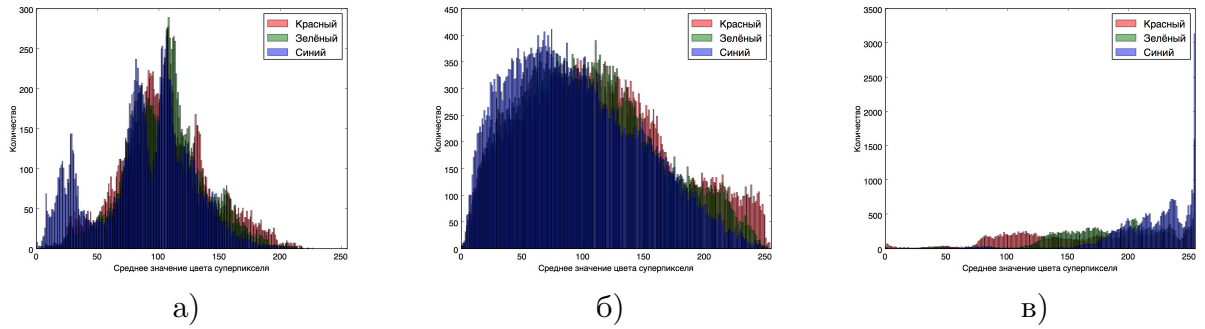 300
250
200
150
100
50
0
Количество
0 50 100 150 200 250
Среднее значение цвета суперпикселя
Красный
Зелёный
Синий
а)
450
400
350
300
250
200
150
100
50
0
Количество
0 50 100 150 200 250
Среднее значение цвета суперпикселя
Красный
Зелёный
Синий
б)
3500
3000
2500
2000
1500
1000
500
0
Количество
0 50 100 150 200 250
Среднее значение цвета суперпикселя
Красный
Зелёный
Синий
в)